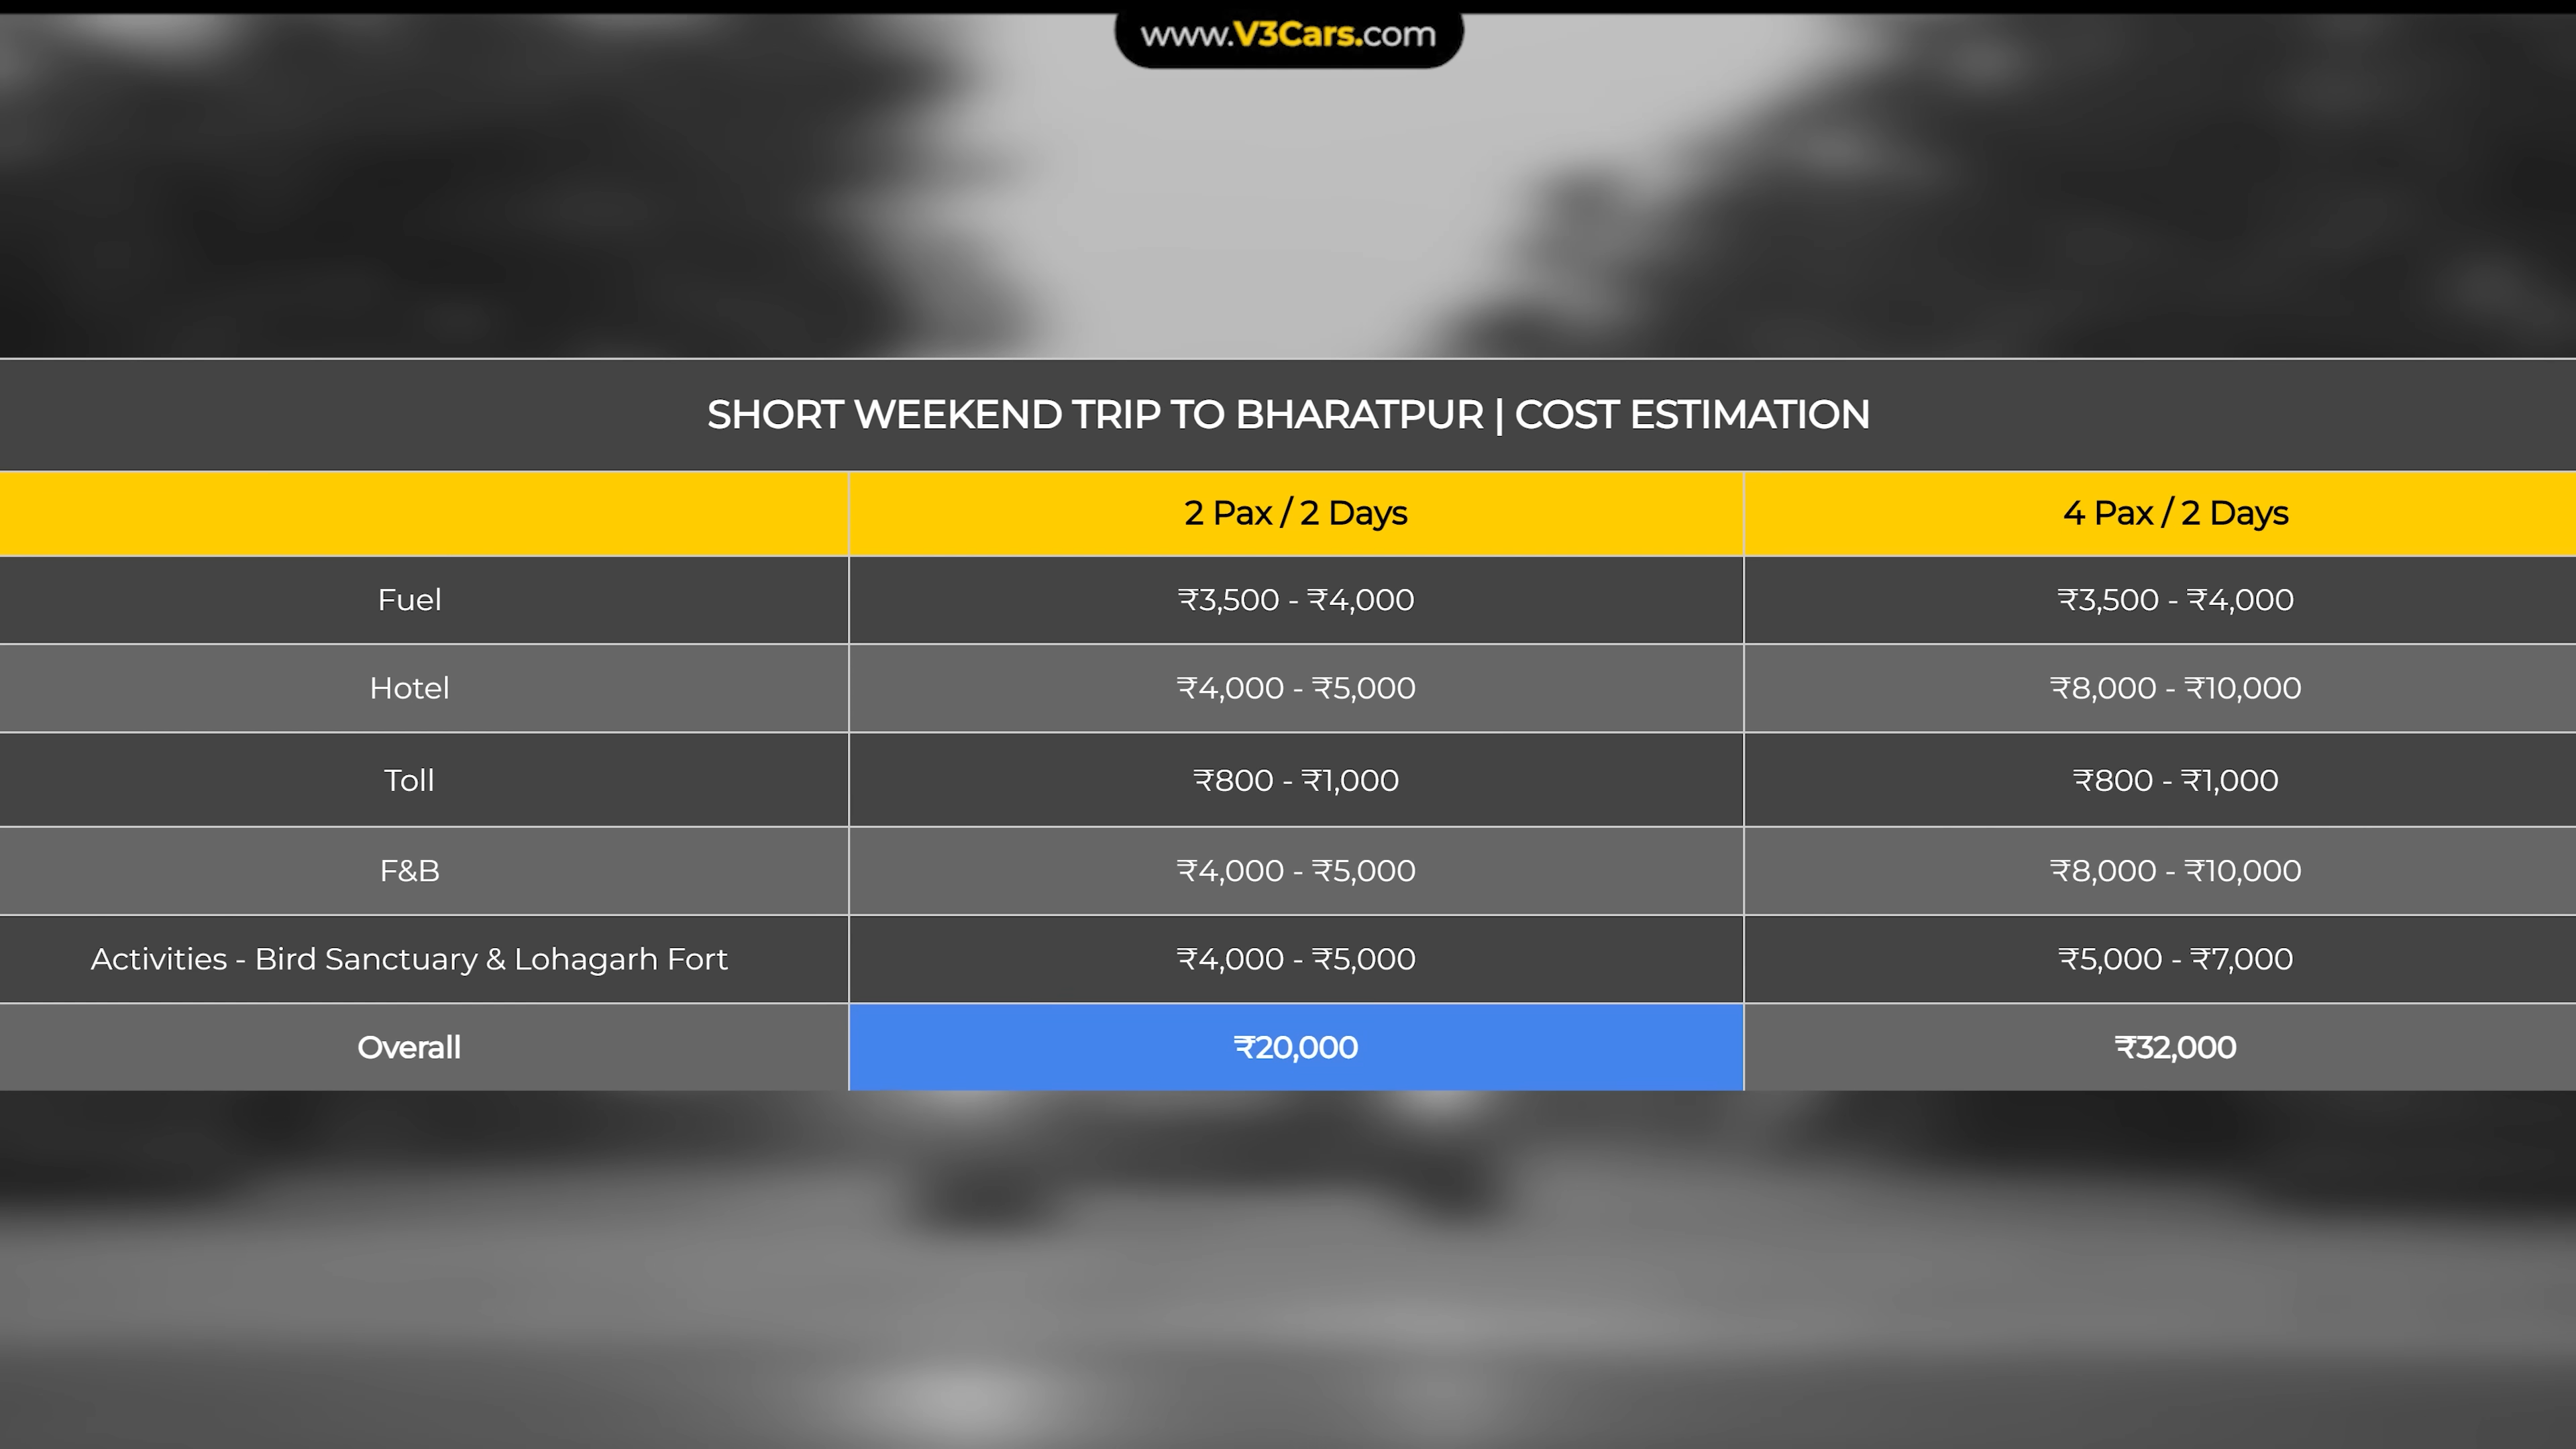 www.V3Cars.com
SHORT WEEKEND TRIP TO BHARATPUR | COST ESTIMATION
2 Pax / 2 Days 4 Pax / 2 Days
Fuel ₹3,500 - ₹4,000 ₹3,500 - ₹4,000
Hotel ₹4,000 - ₹5,000 ₹8,000 - ₹10,000
Toll ₹800 - ₹1,000 ₹800 - ₹1,000
F&B ₹4,000 - ₹5,000 ₹8,000 - ₹10,000
Activities - Bird Sanctuary & Lohagarh Fort ₹4,000 - ₹5,000 ₹5,000 - ₹7,000
Overall ₹20,000 ₹32,000